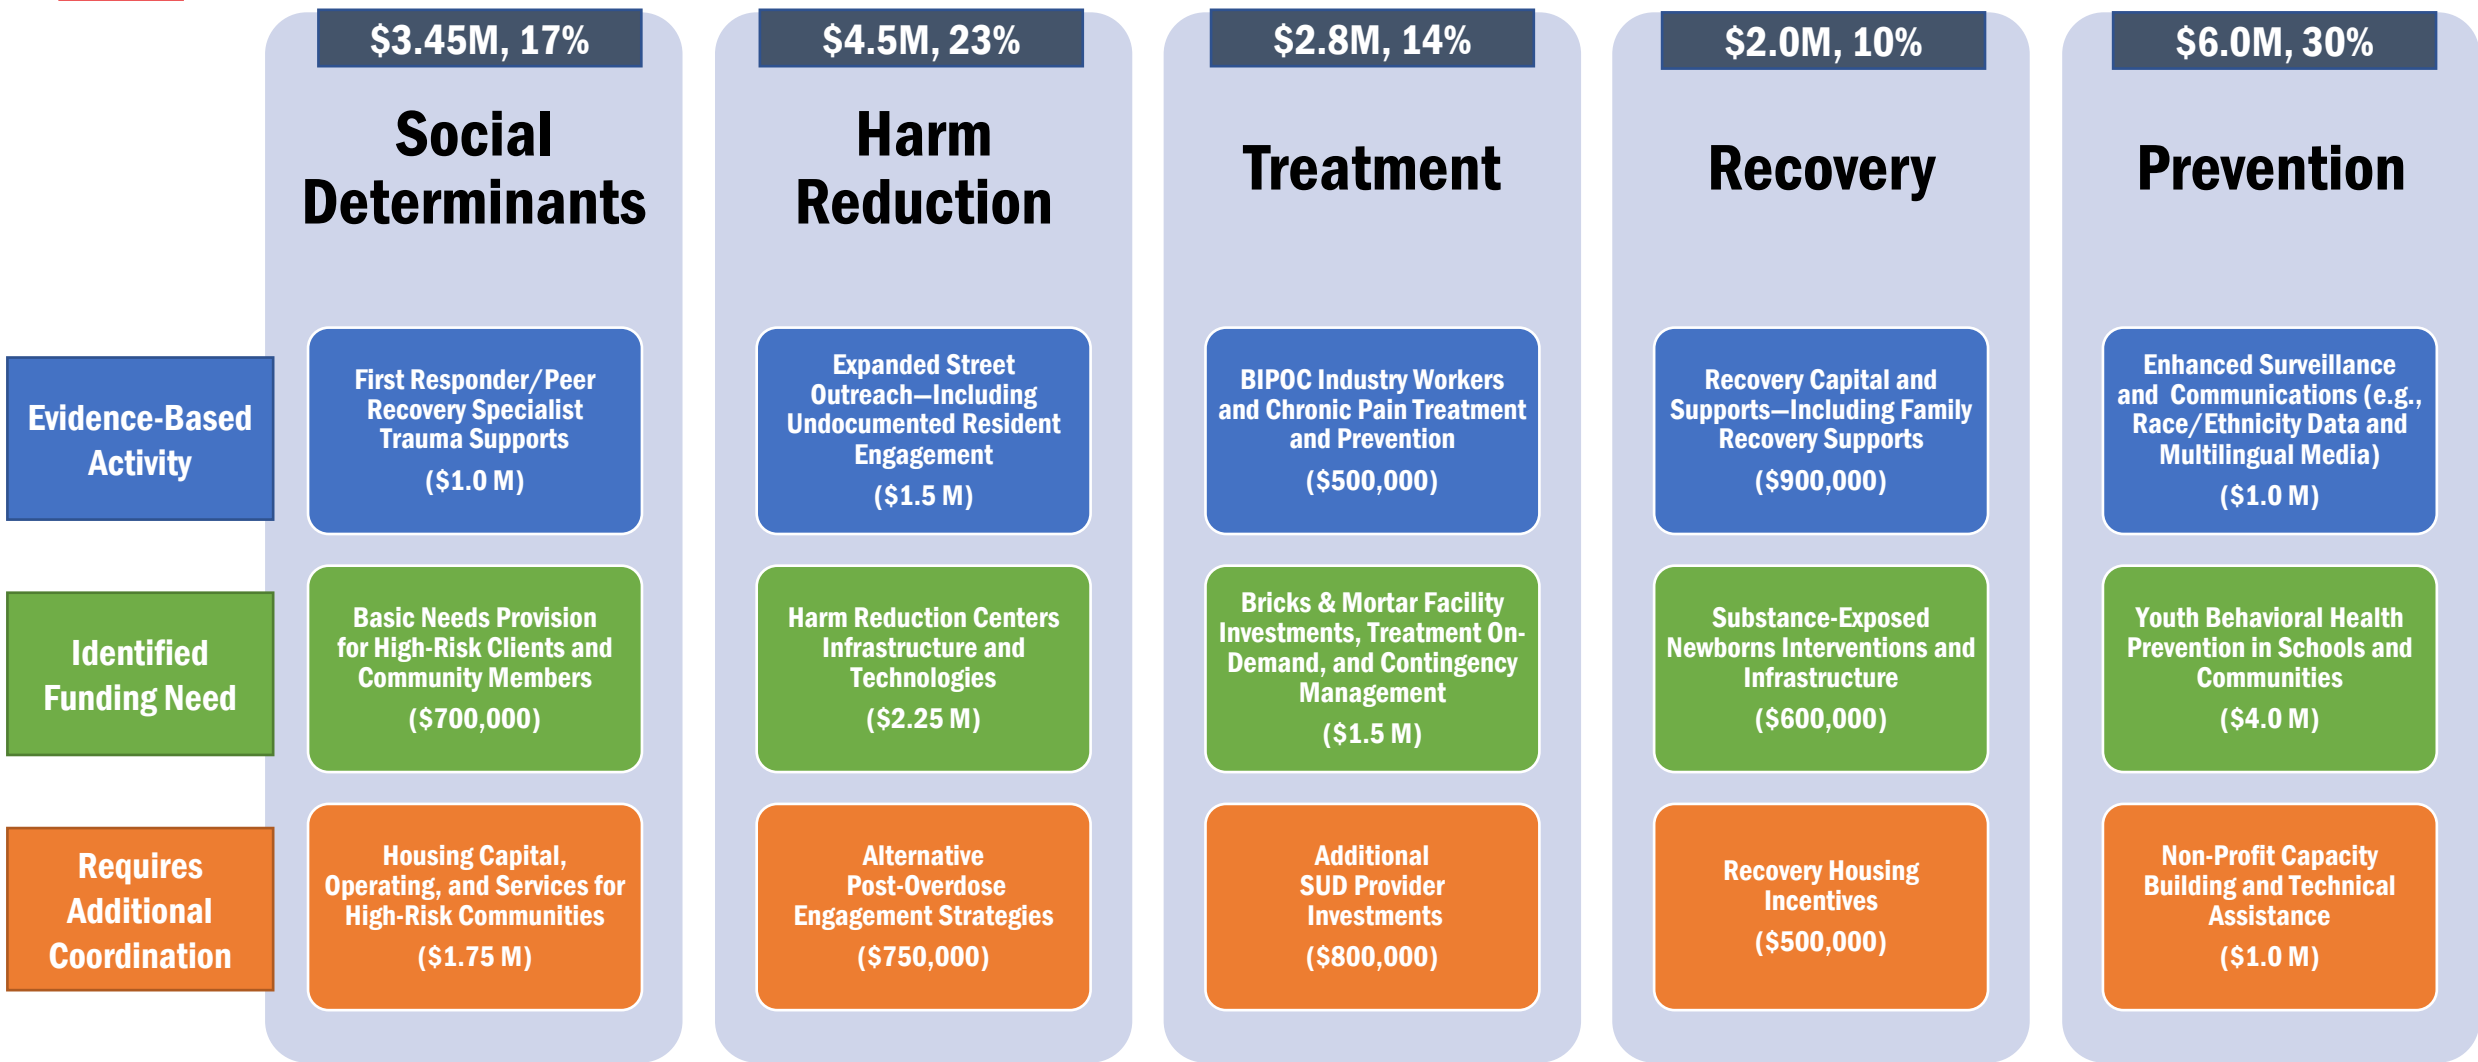 $3.45M, 17%
$4.5M, 23%
$2.8M, 14%
$2.0M, 10%
$6.0M, 30%
Social
Determinants
Harm
Reduction
Treatment
Recovery
Prevention
Evidence-Based
Activity
First Responder/Peer
Recovery Specialist
Trauma Supports
($1.0 M)
Expanded Street
Outreach—Including
Undocumented Resident
Engagement
($1.5 M)
BIPOC Industry Workers
and Chronic Pain Treatment
and Prevention
($500,000)
Recovery Capital and
Supports—Including Family
Recovery Supports
($900,000)
Enhanced Surveillance
and Communications (e.g.,
Race/Ethnicity Data and
Multilingual Media)
($1.0 M)
Identified
Funding Need
Basic Needs Provision
for High-Risk Clients and
Community Members
($700,000)
Harm Reduction Centers
Infrastructure and
Technologies
($2.25 M)
Bricks & Mortar Facility
Investments, Treatment On-
Demand, and Contingency
Management
($1.5 M)
Substance-Exposed
Newborns Interventions and
Infrastructure
($600,000)
Youth Behavioral Health
Prevention in Schools and
Communities
($4.0 M)
Requires
Additional
Coordination
Housing Capital,
Operating, and Services for
High-Risk Communities
($1.75 M)
Alternative
Post-Overdose
Engagement Strategies
($750,000)
Additional
SUD Provider
Investments
($800,000)
Recovery Housing
Incentives
($500,000)
Non-Profit Capacity
Building and Technical
Assistance
($1.0 M)